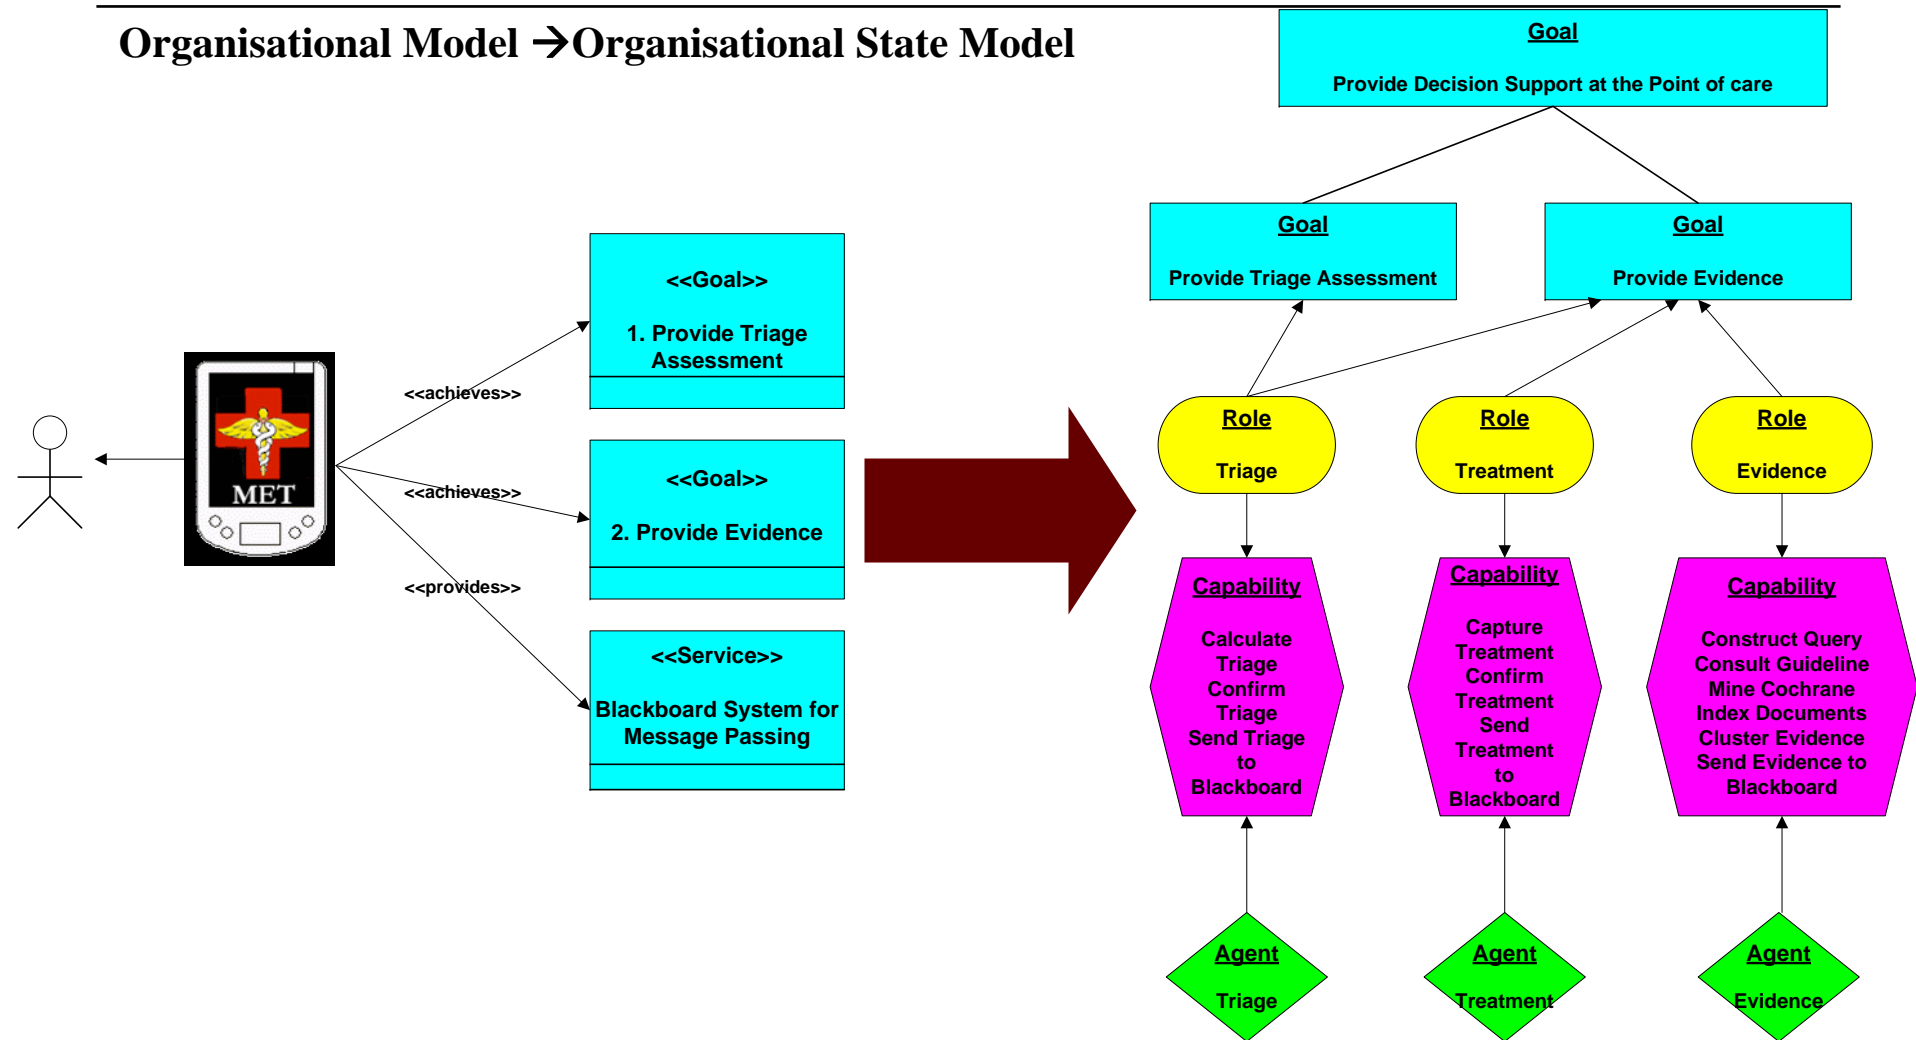 Organisational Model →Organisational State Model
<<achieves>>
<<achieves>>
<<provides>>
MET
<<Goal>>
1. Provide Triage
Assessment
<<Goal>>
2. Provide Evidence
<<Service>>
Blackboard System for
Message Passing
Goal
Provide Decision Support at the Point of care
Goal
Provide Triage Assessment
Goal
Provide Evidence
Role
Triage
Role
Treatment
Role
Evidence
Capability
Calculate
Triage
Confirm
Triage
Send Triage
to
Blackboard
Capability
Capture
Treatment
Confirm
Treatment
Send
Treatment
to
Blackboard
Capability
Construct Query
Consult Guideline
Mine Cochrane
Index Documents
Cluster Evidence
Send Evidence to
Blackboard
Agent
Triage
Agent
Treatment
Agent
Evidence